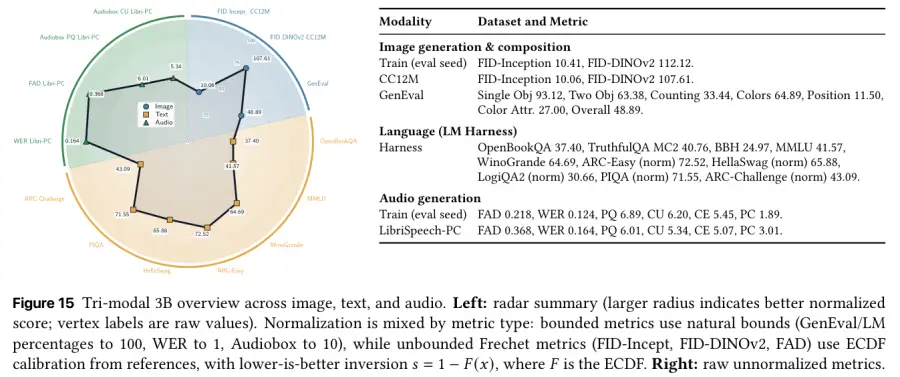 Audiobox CU Libri-PC
FID Incept. CC12M
Audiobox PQ Libri-PC
FID DINOv2 CC12M
FAD Libri-PC
GenEval
WER Libri-PC
OpenBookQA
ARC-Challenge
MMLU
PIQA
WinoGrande
HellaSwag
ARC-Easy
5.34
6.01
10.06
107.61
0.368
48.89
0.164
37.40
43.09
41.57
71.55
64.69
65.88
72.52
Image
Text
Audio
Modality Dataset and Metric
Image generation & composition
Train (eval seed) FID-Inception 10.41, FID-DINOv2 112.12.
CC12M FID-Inception 10.06, FID-DINOv2 107.61.
GenEval Single Obj 93.12, Two Obj 63.38, Counting 33.44, Colors 64.89, Position 11.50,
Color Attr. 27.00, Overall 48.89.
Language (LM Harness)
Harness OpenBookQA 37.40, TruthfulQA MC2 40.76, BBH 24.97, MMLU 41.57,
WinoGrande 64.69, ARC-Easy (norm) 72.52, HellaSwag (norm) 65.88,
LogiQA2 (norm) 30.66, PIQA (norm) 71.55, ARC-Challenge (norm) 43.09.
Audio generation
Train (eval seed) FAD 0.218, WER 0.124, PQ 6.89, CU 6.20, CE 5.45, PC 1.89.
LibriSpeech-PC FAD 0.368, WER 0.164, PQ 6.01, CU 5.34, CE 5.07, PC 3.01.
Figure 15 Tri-modal 3B overview across image, text, and audio. Left: radar summary (larger radius indicates better normalized
score; vertex labels are raw values). Normalization is mixed by metric type: bounded metrics use natural bounds (GenEval/LM
percentages to 100, WER to 1, Audiobox to 10), while unbounded Frechet metrics (FID-Incept, FID-DINOv2, FAD) use ECDF
calibration from references, with lower-is-better inversion s = 1 − F(x), where F is the ECDF. Right: raw unnormalized metrics.